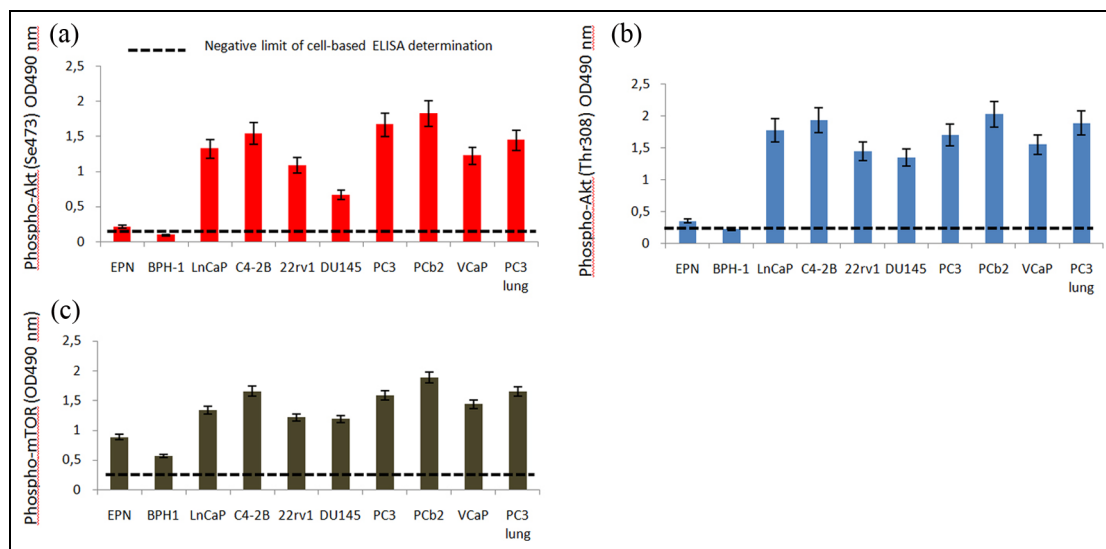 (a)
Negative limit of cell-based ELISA determination
Phospho-Akt (Se473) OD490 nm
2,5
2
1,5
1
0,5
0
EPN BPH-1 LnCaP C4-2B 22rv1 DU145 PC3 PCb2 VCaP PC3 lung
(b)
Phospho-Akt (Thr308) OD490 nm
2,5
2
1,5
1
0,5
0
EPN BPH-1 LnCaP C4-2B 22rv1 DU145 PC3 PCb2 VCaP PC3 lung
(c)
Phospho-mTOR (OD490 nm)
2,5
2
1,5
1
0,5
0
EPN BPH1 LnCaP C4-2B 22rv1 DU145 PC3 PCb2 VCaP PC3 lung